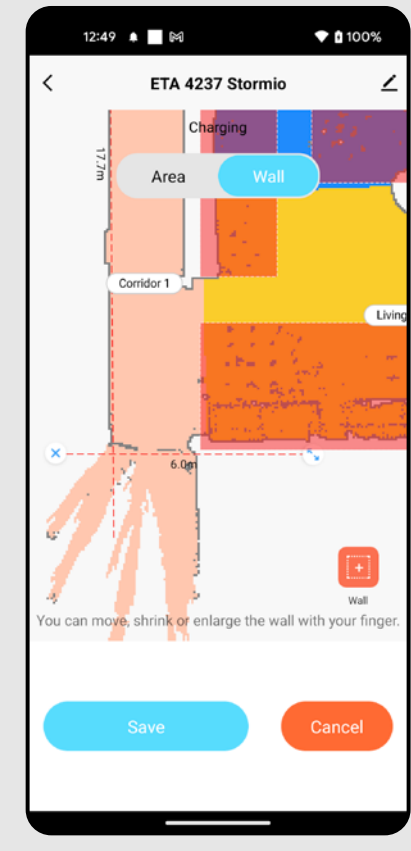 12:49
100%
ETA 4237 Stormio
Charging
17.7m
Area
Wall
Corridor 1
Living
6.0m
Wall
You can move, shrink or enlarge the wall with your finger.
Save
Cancel